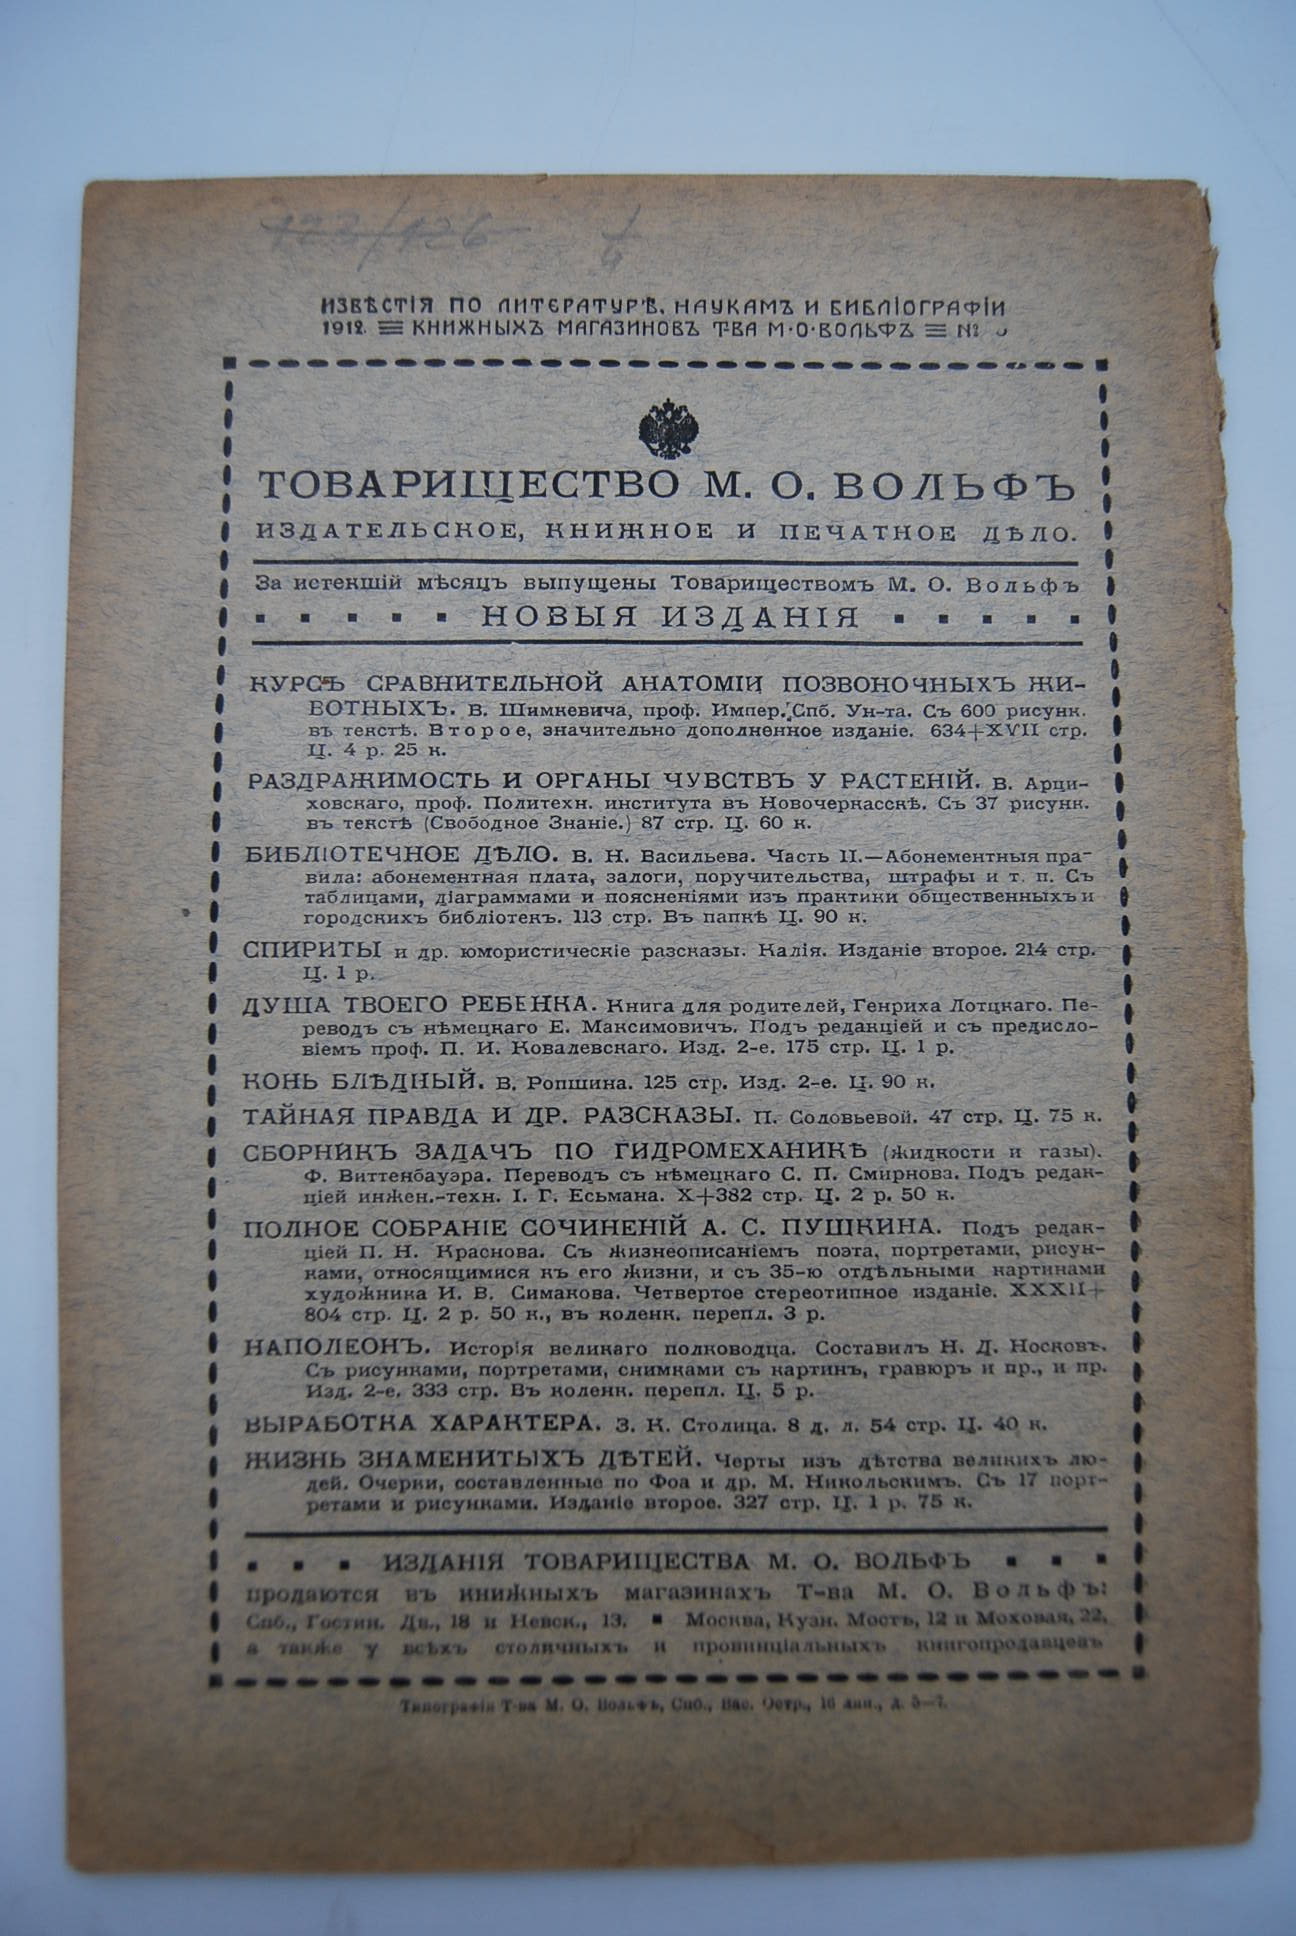 ИЗВѢСТІЯ ПО ЛИТЕРАТУРѢ, НАУКАМЪ И БИБЛІОГРАФІИ
1912. КНИЖНЫХЪ МАГАЗИНОВЪ Т-ВА М·О·ВОЛЬФЪ №
ТОВАРИЩЕСТВО М. О. ВОЛЬФЪ
ИЗДАТЕЛЬСКОЕ, КНИЖНОЕ И ПЕЧАТНОЕ ДѢЛО.
За истекшій мѣсяцъ выпущены Товариществомъ М. О. Вольфъ
НОВЫЯ ИЗДАНІЯ
КУРСЪ СРАВНИТЕЛЬНОЙ АНАТОМІИ ПОЗВОНОЧНЫХЪ ЖИ-
ВОТНЫХЪ. В. Шимкевича, проф. Импер. Спб. Ун-та. Съ 600 рисунк.
въ текстѣ. Второе, значительно дополненное изданіе. 634+XVII стр.
Ц. 4 р. 25 к.
РАЗДРАЖИМОСТЬ И ОРГАНЫ ЧУВСТВЪ У РАСТЕНІЙ. В. Арци-
ховскаго, проф. Политехн. института въ Новочеркасскѣ. Съ 37 рисунк.
въ текстѣ (Свободное Знаніе.) 87 стр. Ц. 60 к.
БИБЛІОТЕЧНОЕ ДѢЛО. В. Н. Васильева. Часть II.—Абонементныя пра-
вила: абонементная плата, залоги, поручительства, штрафы и т. п. Съ
таблицами, діаграммами и поясненіями изъ практики общественныхъ и
городскихъ библіотекъ. 113 стр. Въ папкѣ Ц. 90 к.
СПИРИТЫ и др. юмористическіе разсказы. Калія. Изданіе второе. 214 стр.
Ц. 1 р.
ДУША ТВОЕГО РЕБЕНКА. Книга для родителей, Генриха Лотцкаго. Пе-
реводъ съ нѣмецкаго Е. Максимовичъ. Подъ редакціей и съ предисло-
віемъ проф. П. И. Ковалевскаго. Изд. 2-е. 175 стр. Ц. 1 р.
КОНЬ БЛѢДНЫЙ. В. Ропшина. 125 стр. Изд. 2-е. Ц. 90 к.
ТАЙНАЯ ПРАВДА И ДР. РАЗСКАЗЫ. П. Соловьевой. 47 стр. Ц. 75 к.
СБОРНИКЪ ЗАДАЧЪ ПО ГИДРОМЕХАНИКѢ (жидкости и газы).
Ф. Виттенбауэра. Переводъ съ нѣмецкаго С. П. Смирнова. Подъ редак-
ціей инжен.-техн. І. Г. Есьмана. X+382 стр. Ц. 2 р. 50 к.
ПОЛНОЕ СОБРАНІЕ СОЧИНЕНІЙ А. С. ПУШКИНА. Подъ редак-
ціей П. Н. Краснова. Съ жизнеописаніемъ поэта, портретами, рисун-
ками, относящимися къ его жизни, и съ 35-ю отдѣльными картинами
художника И. В. Симакова. Четвертое стереотипное изданіе. XXXII+
804 стр. Ц. 2 р. 50 к., въ коленк. перепл. 3 р.
НАПОЛЕОНЪ. Исторія великаго полководца. Составилъ Н. Д. Носковъ.
Съ рисунками, портретами, снимками съ картинъ, гравюръ и пр., и пр.
Изд. 2-е. 333 стр. Въ коленк. перепл. Ц. 5 р.
ВЫРАБОТКА ХАРАКТЕРА. З. К. Столица. 8 д. л. 54 стр. Ц. 40 к.
ЖИЗНЬ ЗНАМЕНИТЫХЪ ДѢТЕЙ. Черты изъ дѣтства великихъ лю-
дей. Очерки, составленные по Фоа и др. М. Никольскимъ. Съ 17 порт-
ретами и рисунками. Изданіе второе. 327 стр. Ц. 1 р. 75 к.
ИЗДАНІЯ ТОВАРИЩЕСТВА М. О. ВОЛЬФЪ
продаются въ книжныхъ магазинахъ Т-ва М. О. Вольфъ:
Спб., Гостин. Дв., 18 и Невск., 13. ▪ Москва, Кузн. Мостъ, 12 и Моховая, 22,
а также у всѣхъ столичныхъ и провинціальныхъ книгопродавцевъ
Типографія Т-ва М. О. Вольфъ, Спб., Вас. Остр., 16 лин., д. 5—7.